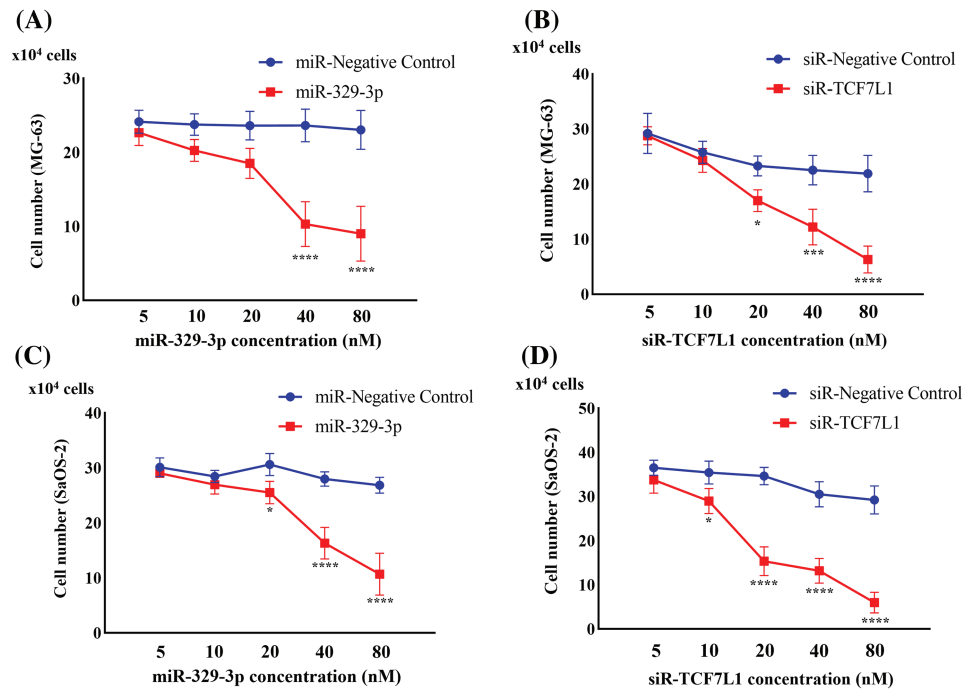 (A)
x10⁴ cells
miR-Negative Control
miR-329-3p
30
20
10
0
Cell number (MG-63)
****
****
5 10 20 40 80
miR-329-3p concentration (nM)
(B)
x10⁴ cells
siR-Negative Control
siR-TCF7L1
40
30
20
10
0
Cell number (MG-63)
*
***
****
5 10 20 40 80
siR-TCF7L1 concentration (nM)
(C)
x10⁴ cells
miR-Negative Control
miR-329-3p
40
30
20
10
0
Cell number (SaOS-2)
*
****
****
5 10 20 40 80
miR-329-3p concentration (nM)
(D)
x10⁴ cells
siR-Negative Control
siR-TCF7L1
50
40
30
20
10
0
Cell number (SaOS-2)
*
****
****
****
5 10 20 40 80
siR-TCF7L1 concentration (nM)